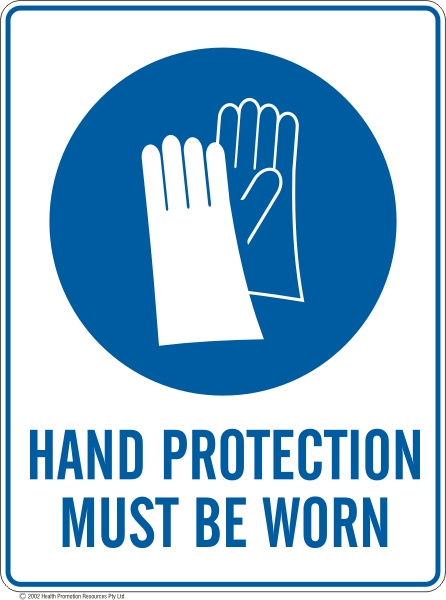 HAND PROTECTION
MUST BE WORN
© 2002 Health Promotion Resources Pty Ltd